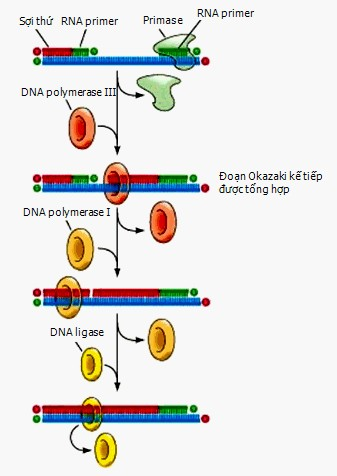 Sợi thứ
RNA primer
Primase
RNA primer
DNA polymerase III
Đoạn Okazaki kế tiếp
được tổng hợp
DNA polymerase I
DNA ligase